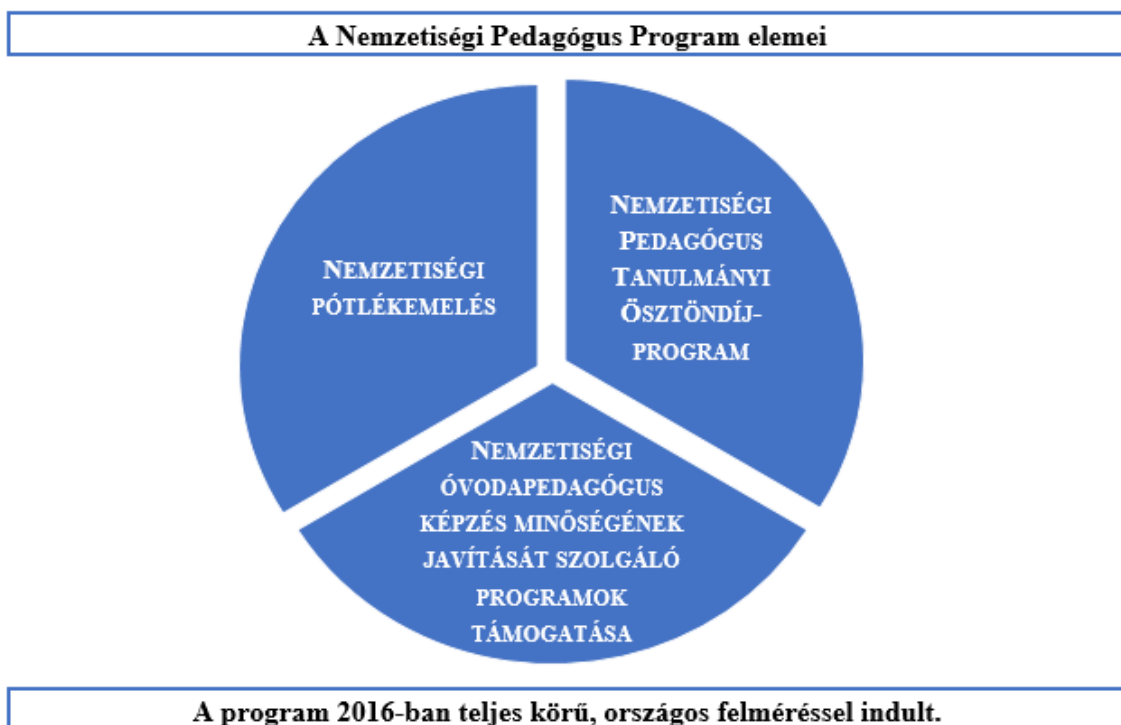 A Nemzetiségi Pedagógus Program elemei
NEMZETISÉGI
PÓTLÉKEMELÉS
NEMZETISÉGI
PEDAGÓGUS
TANULMÁNYI
ÖSZTÖNDÍJ-
PROGRAM
NEMZETISÉGI
ÓVODAPEDAGÓGUS
KÉPZÉS MINŐSÉGÉNEK
JAVÍTÁSÁT SZOLGÁLÓ
PROGRAMOK
TÁMOGATÁSA
A program 2016-ban teljes körű, országos felméréssel indult.